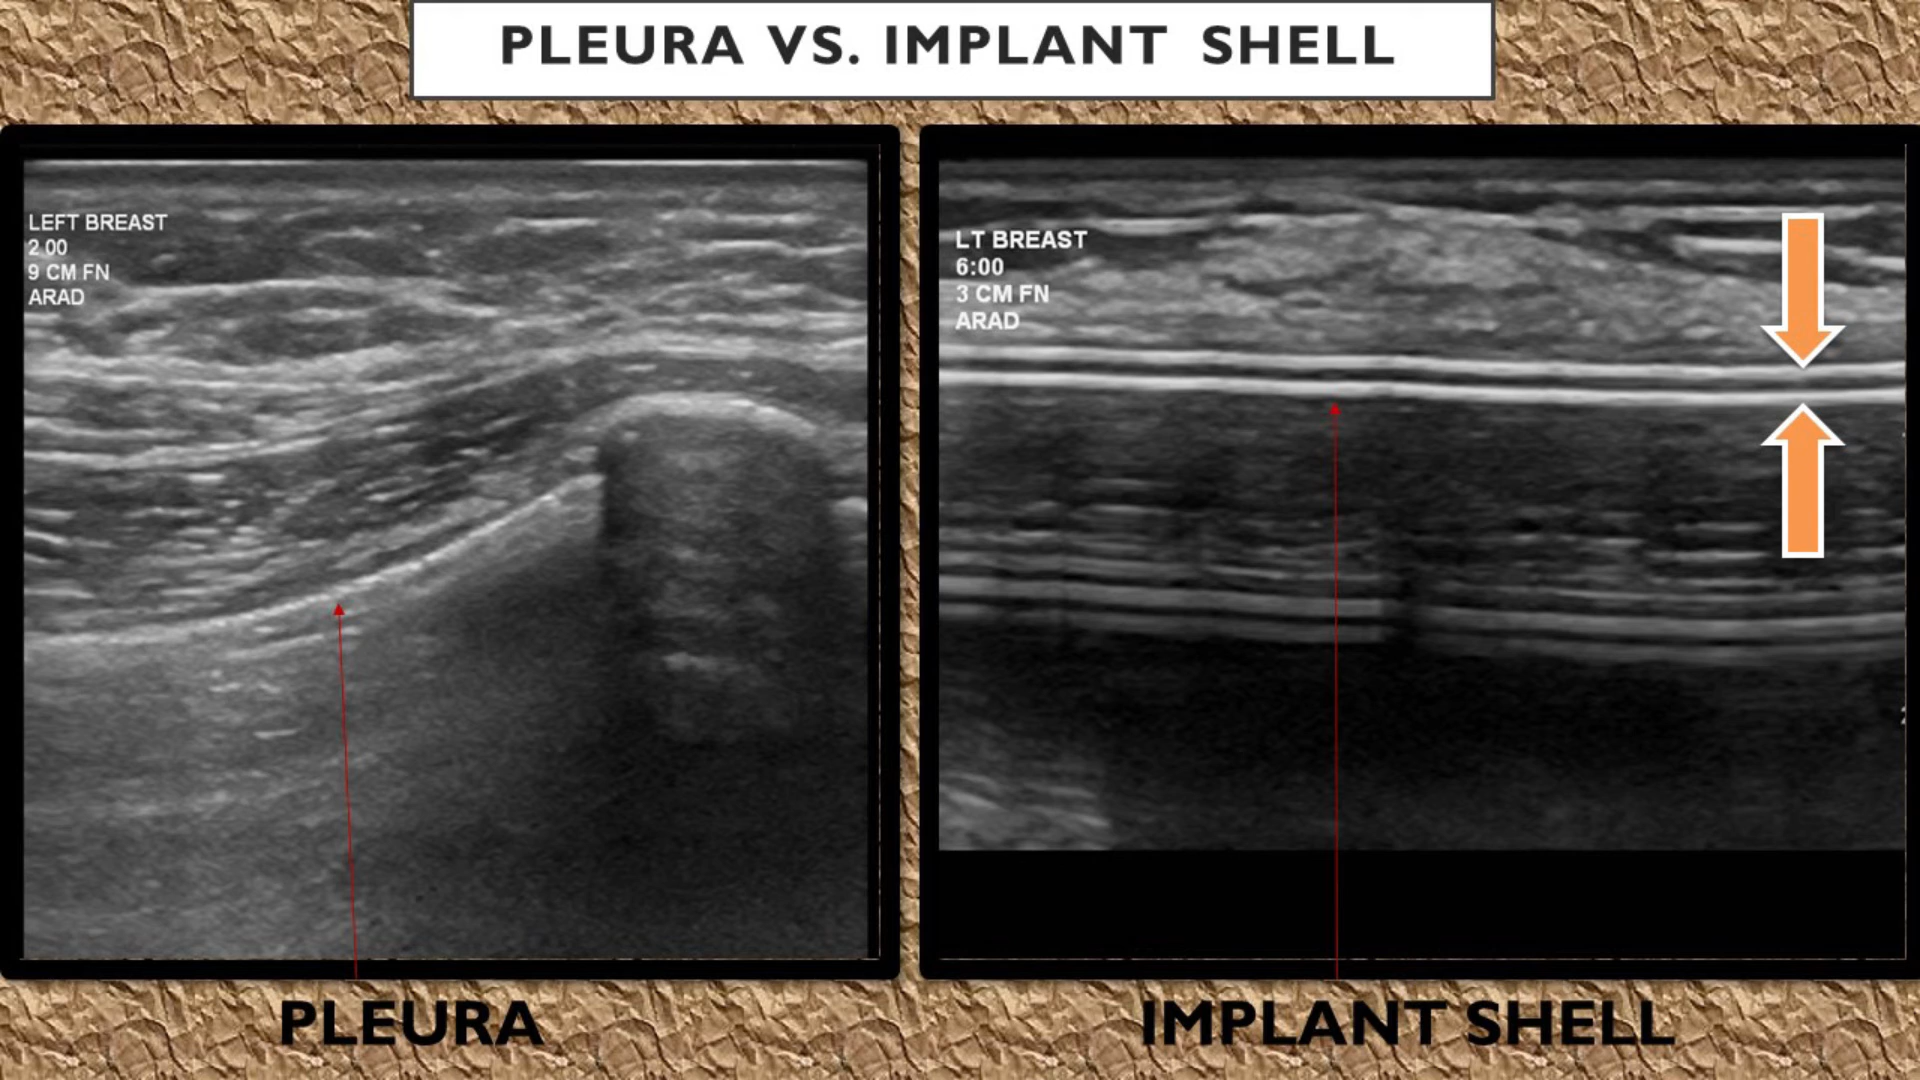 PLEURA VS. IMPLANT SHELL
LEFT BREAST
2 00
9 CM FN
ARAD
LT BREAST
6:00
3 CM FN
ARAD
PLEURA
IMPLANT SHELL